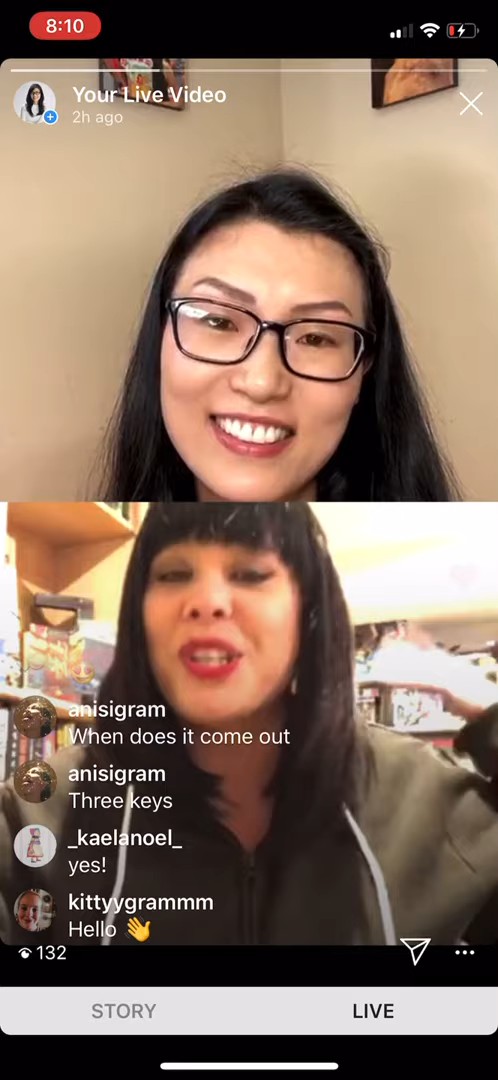 8:10
Your Live Video
2h ago
anisigram
When does it come out
anisigram
Three keys
_kaelanoel_
yes!
kittyygrammm
Hello 👋
132
STORY
LIVE